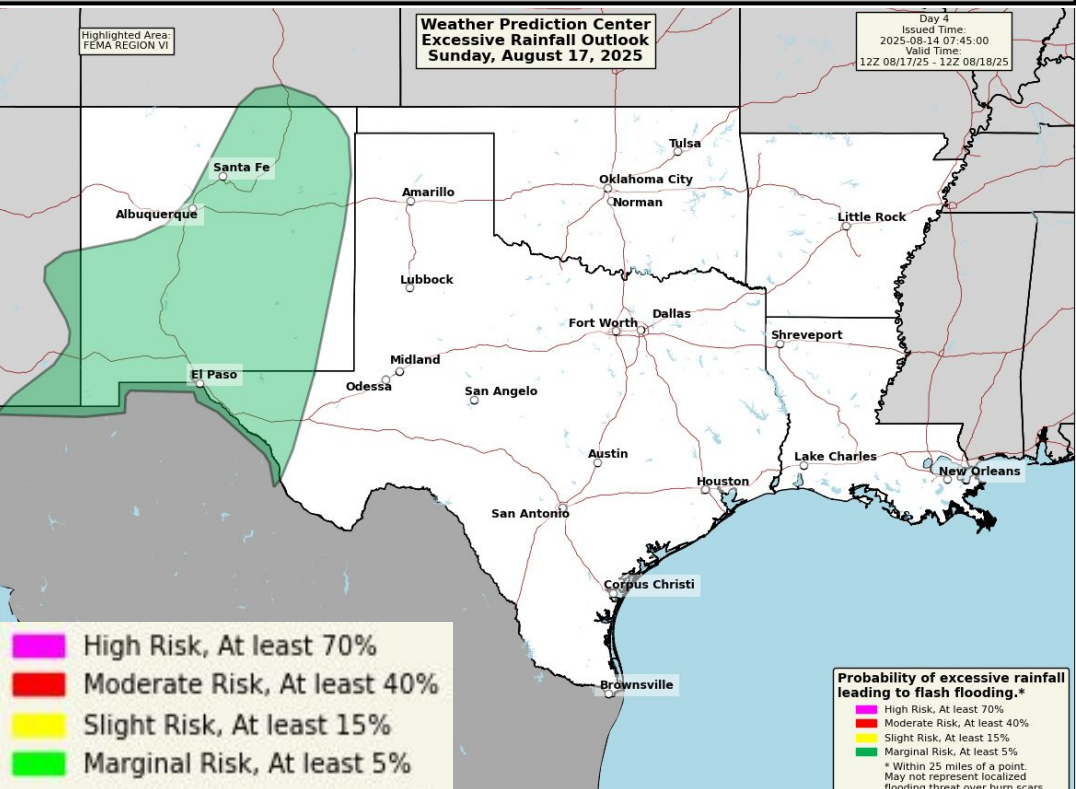 Highlighted Area:
FEMA REGION VI
Weather Prediction Center
Excessive Rainfall Outlook
Sunday, August 17, 2025
Day 4
Issued Time:
2025-08-14 07:45:00
Valid Time:
12Z 08/17/25 - 12Z 08/18/25
Tulsa
Santa Fe
Oklahoma City
Amarillo
Norman
Albuquerque
Little Rock
Lubbock
Dallas
Fort Worth
Shreveport
Midland
El Paso
Odessa
San Angelo
Austin
Lake Charles
New Orleans
Houston
San Antonio
Corpus Christi
Brownsville
High Risk, At least 70%
Moderate Risk, At least 40%
Slight Risk, At least 15%
Marginal Risk, At least 5%
Probability of excessive rainfall
leading to flash flooding.*
High Risk, At least 70%
Moderate Risk, At least 40%
Slight Risk, At least 15%
Marginal Risk, At least 5%
* Within 25 miles of a point.
May not represent localized
flooding threat over burn scars